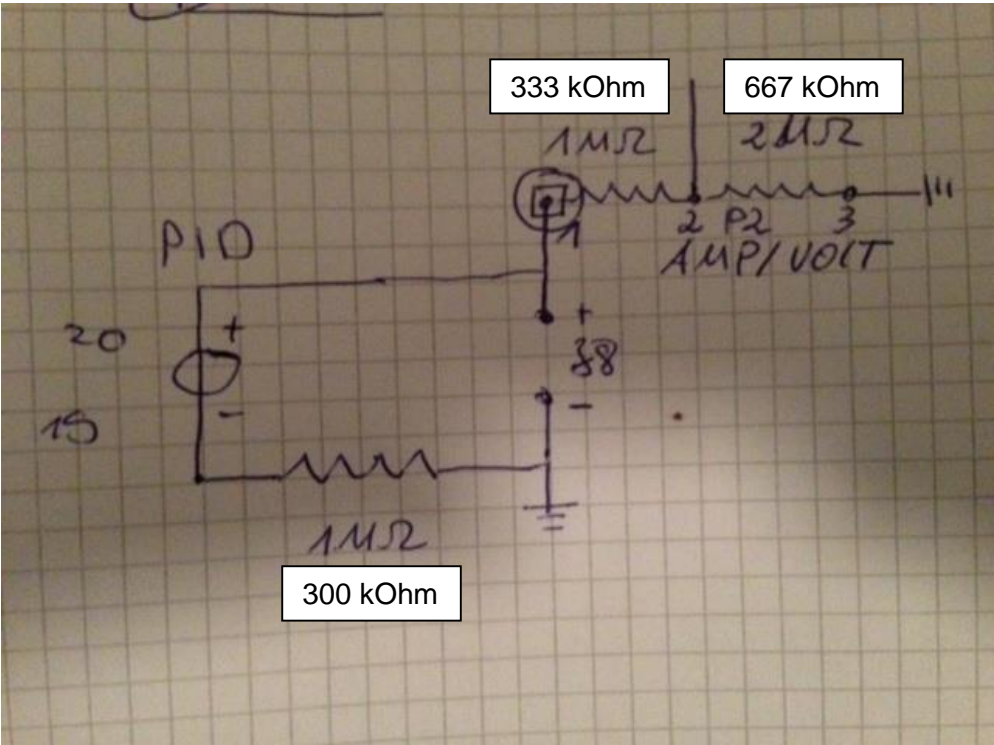 333 kOhm 667 kOhm
1MΩ 2MΩ
1 2 P2 3
AMP/VOLT
PID
20 +
+
-
-
15
1MΩ
300 kOhm